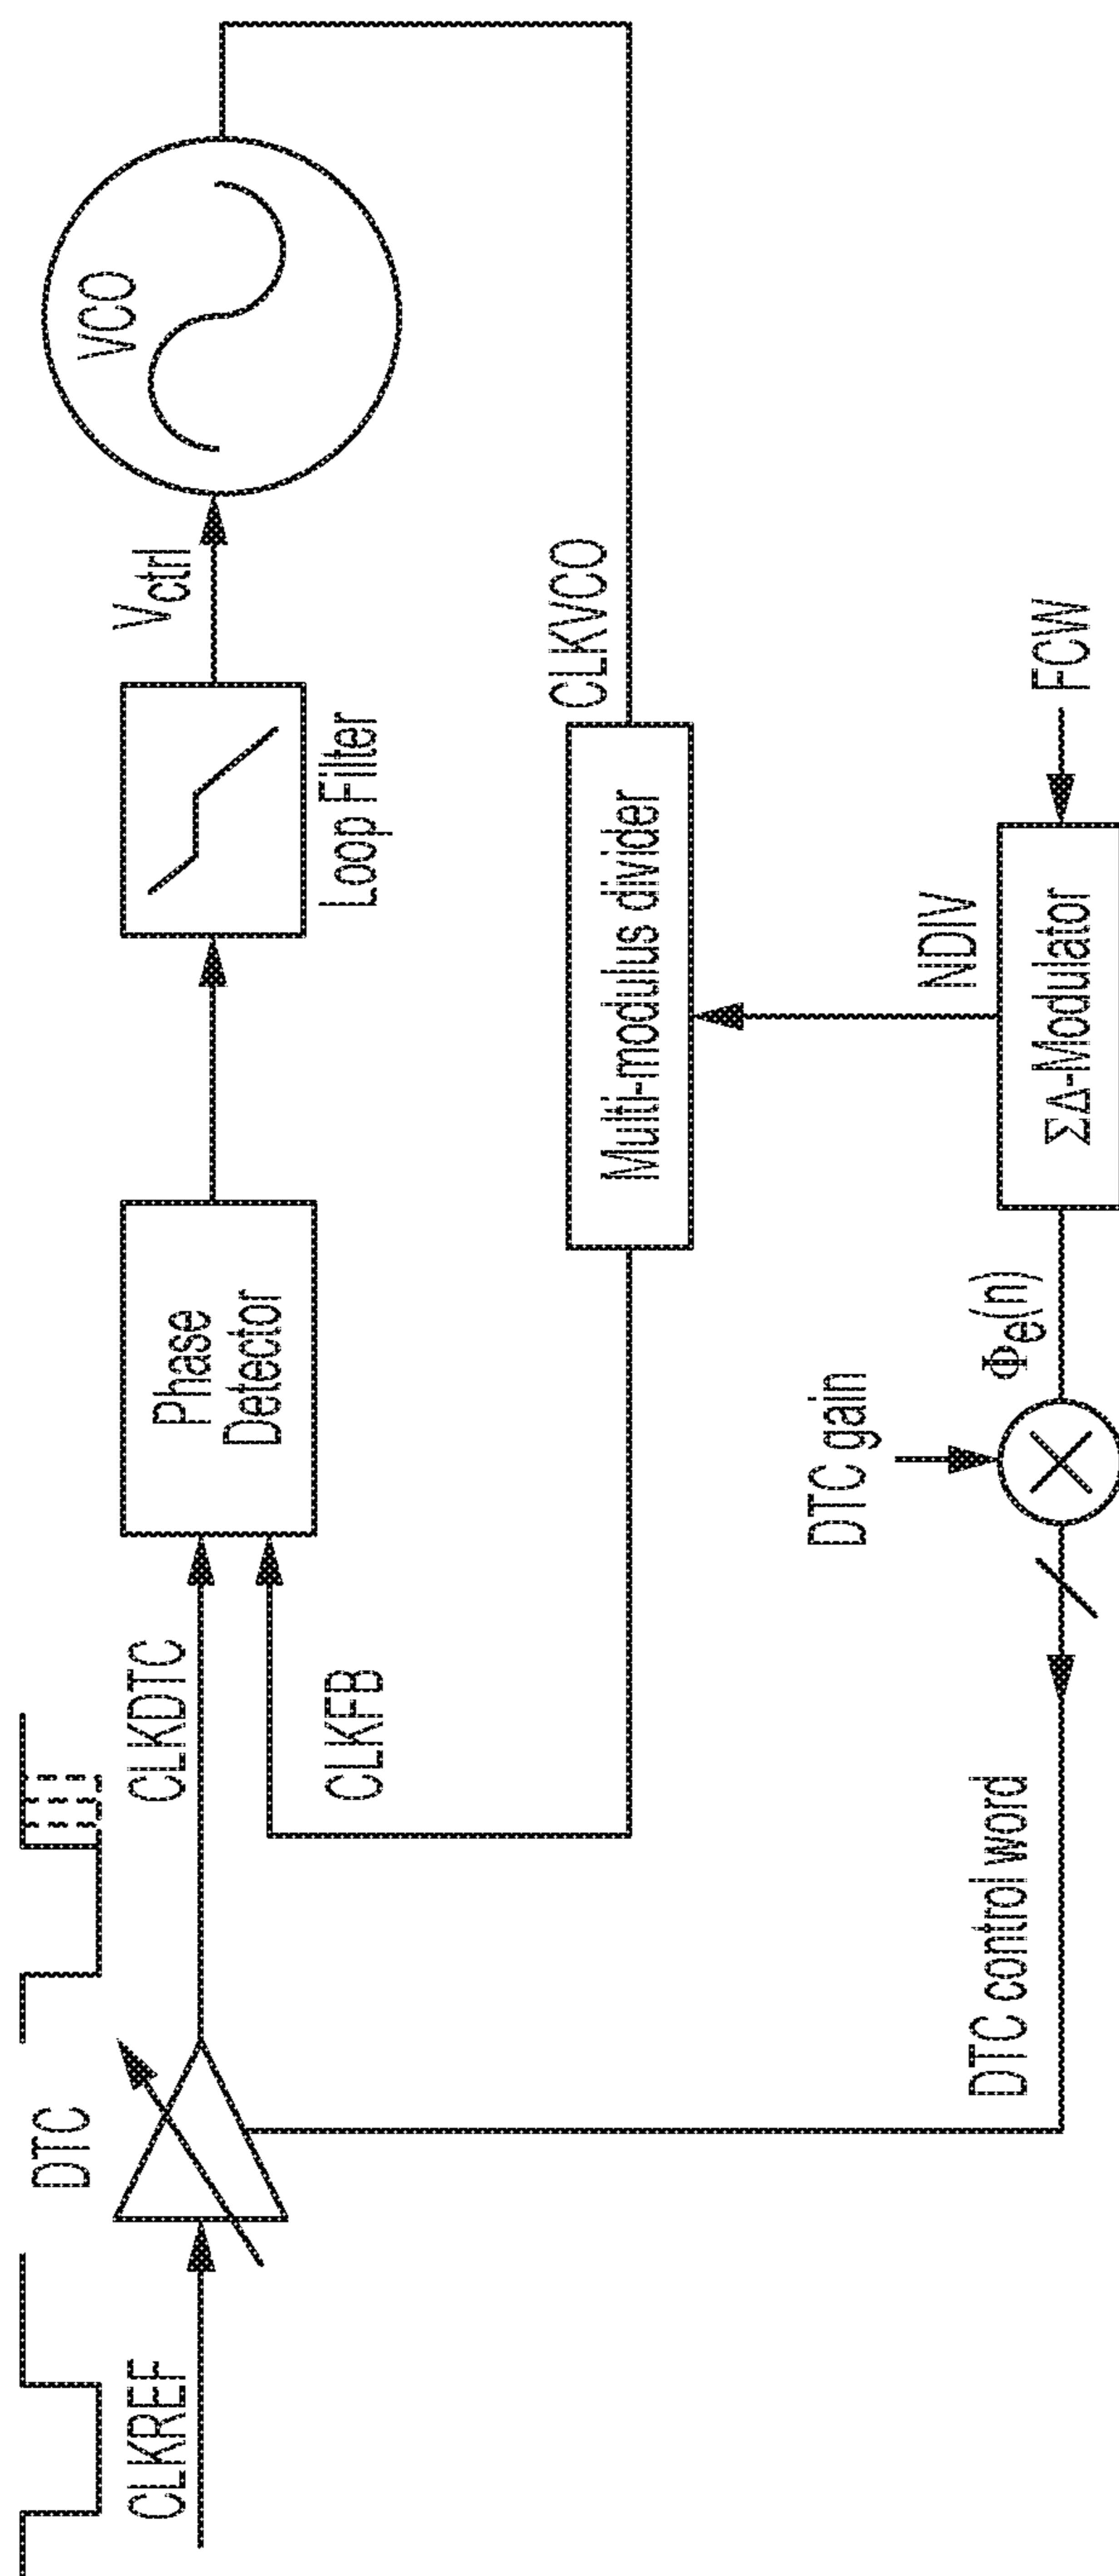 DTC
CLKREF
CLKDTC
CLKFB
Phase
Detector
Loop Filter
Vctrl
VCO
CLKVCO
Multi-modulus divider
NDIV
FCW
ΣΔ-Modulator
Φe(n)
DTC gain
DTC control word